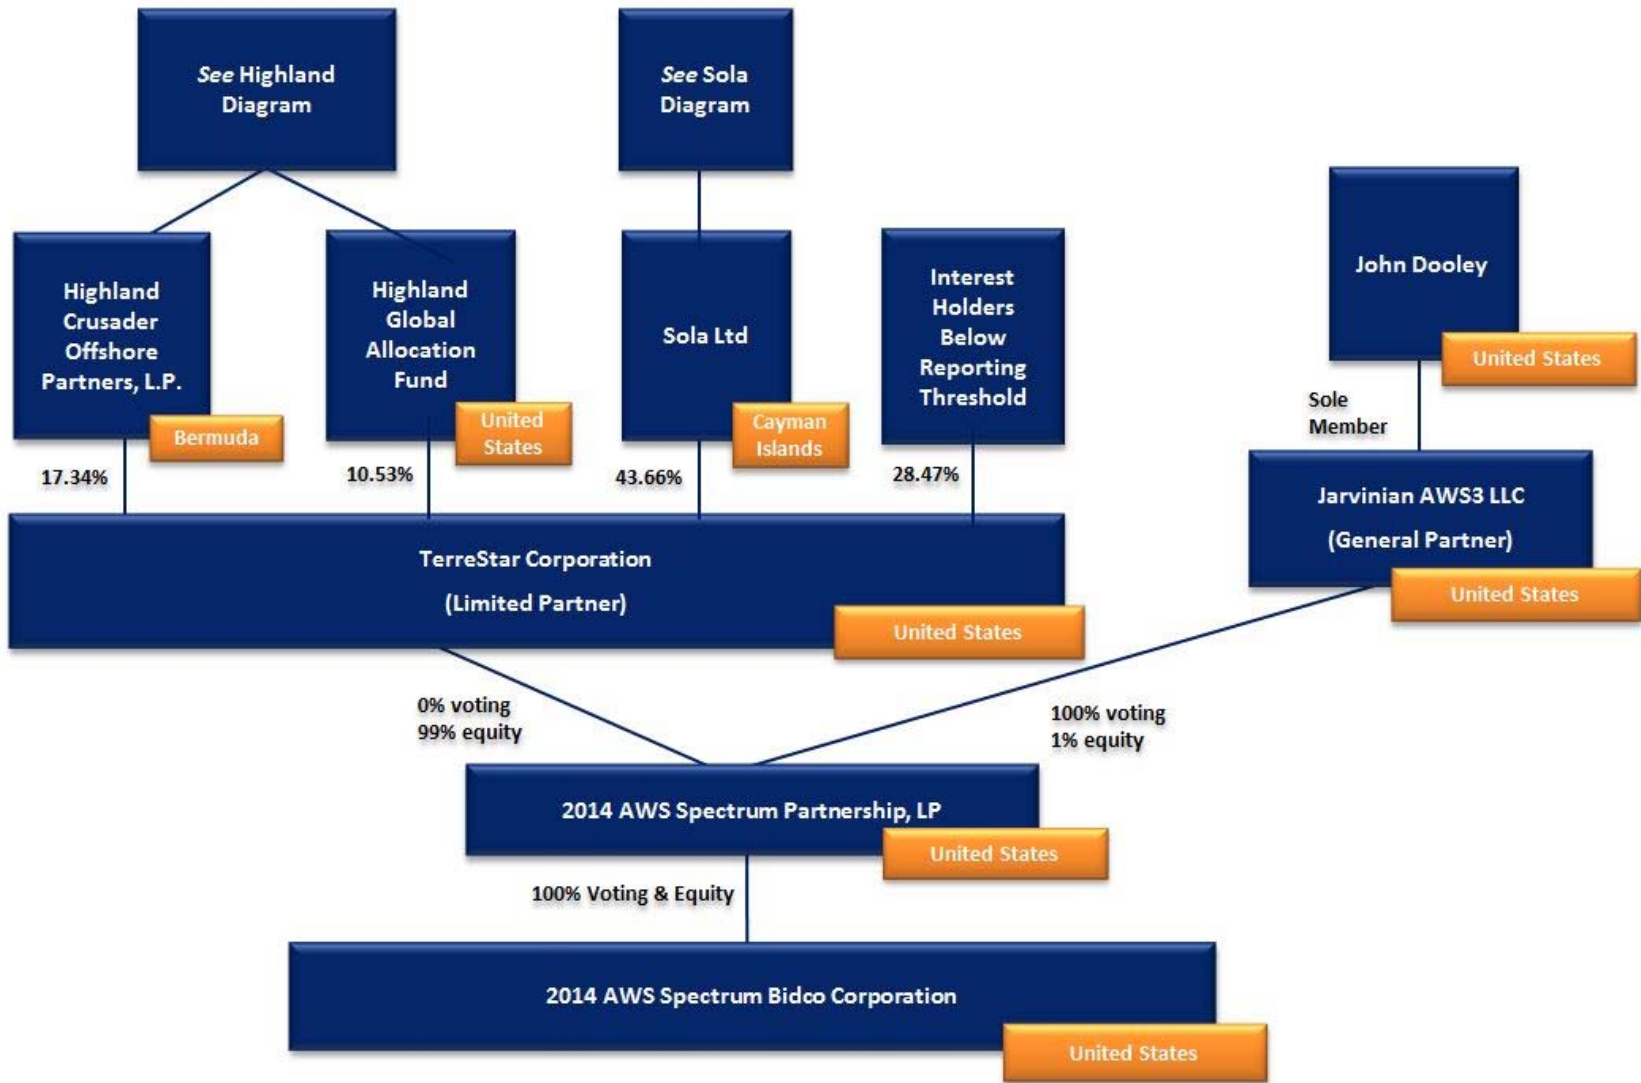 See Highland
Diagram
See Sola
Diagram
John Dooley
United States
Highland
Crusader
Offshore
Partners, L.P.
Bermuda
Highland
Global
Allocation
Fund
United
States
Sola Ltd
Cayman
Islands
Interest
Holders
Below
Reporting
Threshold
Sole
Member
17.34%
10.53%
43.66%
28.47%
Jarvinian AWS3 LLC
(General Partner)
United States
TerreStar Corporation
(Limited Partner)
United States
0% voting
99% equity
100% voting
1% equity
2014 AWS Spectrum Partnership, LP
United States
100% Voting & Equity
2014 AWS Spectrum Bidco Corporation
United States